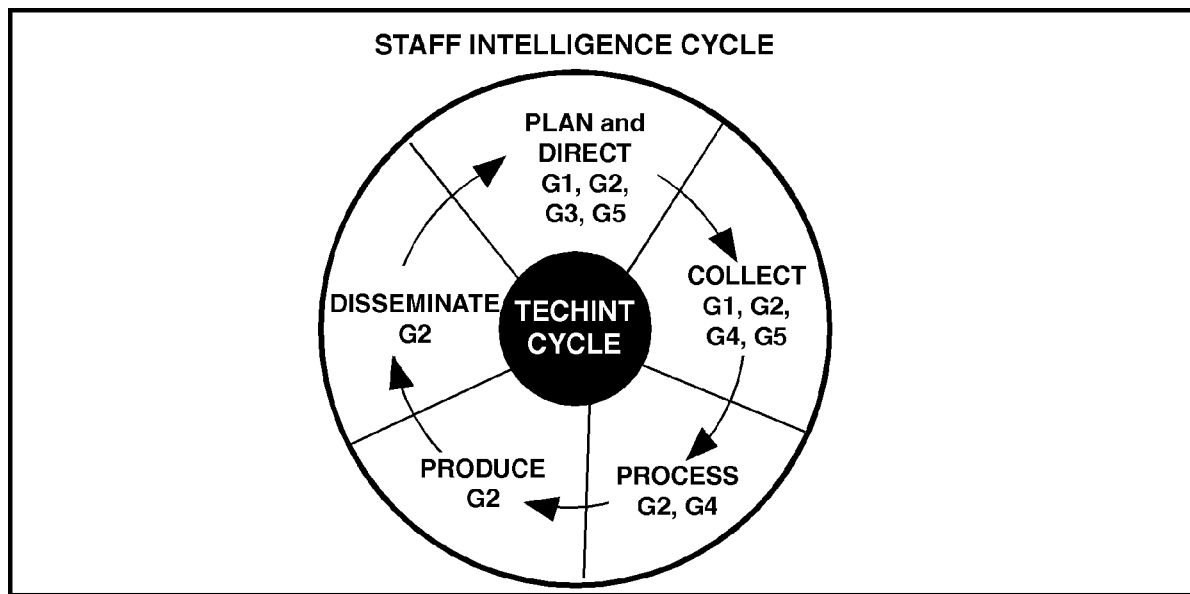 STAFF INTELLIGENCE CYCLE
PLAN and
DIRECT
G1, G2,
G3, G5
COLLECT
G1, G2,
G4, G5
PROCESS
G2, G4
PRODUCE
G2
DISSEMINATE
G2
TECHINT
CYCLE